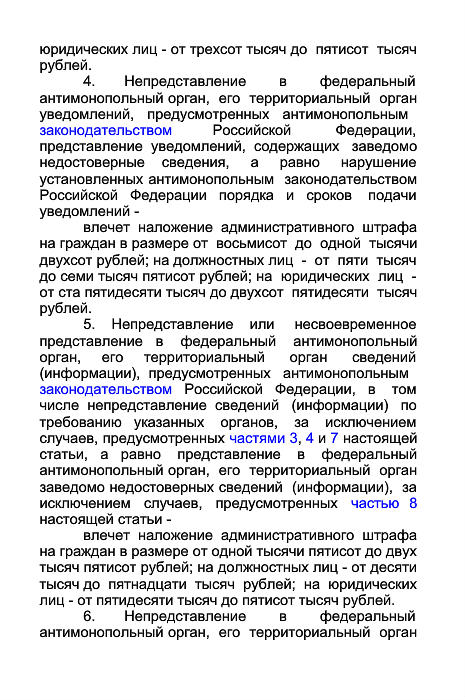 юридических лиц - от трехсот тысяч до пятисот тысяч
рублей.
4. Непредставление в федеральный
антимонопольный орган, его территориальный орган
уведомлений, предусмотренных антимонопольным
законодательством Российской Федерации,
представление уведомлений, содержащих заведомо
недостоверные сведения, а равно нарушение
установленных антимонопольным законодательством
Российской Федерации порядка и сроков подачи
уведомлений -
влечет наложение административного штрафа
на граждан в размере от восьмисот до одной тысячи
двухсот рублей; на должностных лиц - от пяти тысяч
до семи тысяч пятисот рублей; на юридических лиц -
от ста пятидесяти тысяч до двухсот пятидесяти тысяч
рублей.
5. Непредставление или несвоевременное
представление в федеральный антимонопольный
орган, его территориальный орган сведений
(информации), предусмотренных антимонопольным
законодательством Российской Федерации, в том
числе непредставление сведений (информации) по
требованию указанных органов, за исключением
случаев, предусмотренных частями 3, 4 и 7 настоящей
статьи, а равно представление в федеральный
антимонопольный орган, его территориальный орган
заведомо недостоверных сведений (информации), за
исключением случаев, предусмотренных частью 8
настоящей статьи -
влечет наложение административного штрафа
на граждан в размере от одной тысячи пятисот до двух
тысяч пятисот рублей; на должностных лиц - от десяти
тысяч до пятнадцати тысяч рублей; на юридических
лиц - от пятидесяти тысяч до пятисот тысяч рублей.
6. Непредставление в федеральный
антимонопольный орган, его территориальный орган